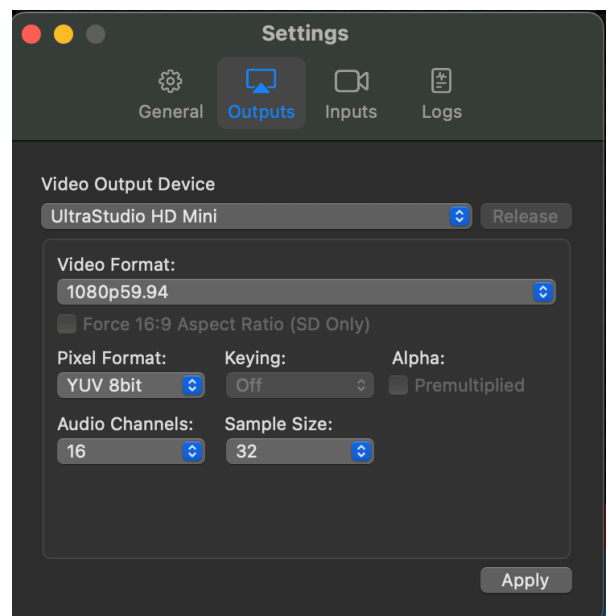 Settings
General Outputs Inputs Logs
Video Output Device
UltraStudio HD Mini Release
Video Format:
1080p59.94
Force 16:9 Aspect Ratio (SD Only)
Pixel Format: Keying: Alpha:
YUV 8bit Off Premultiplied
Audio Channels: Sample Size:
16 32
Apply